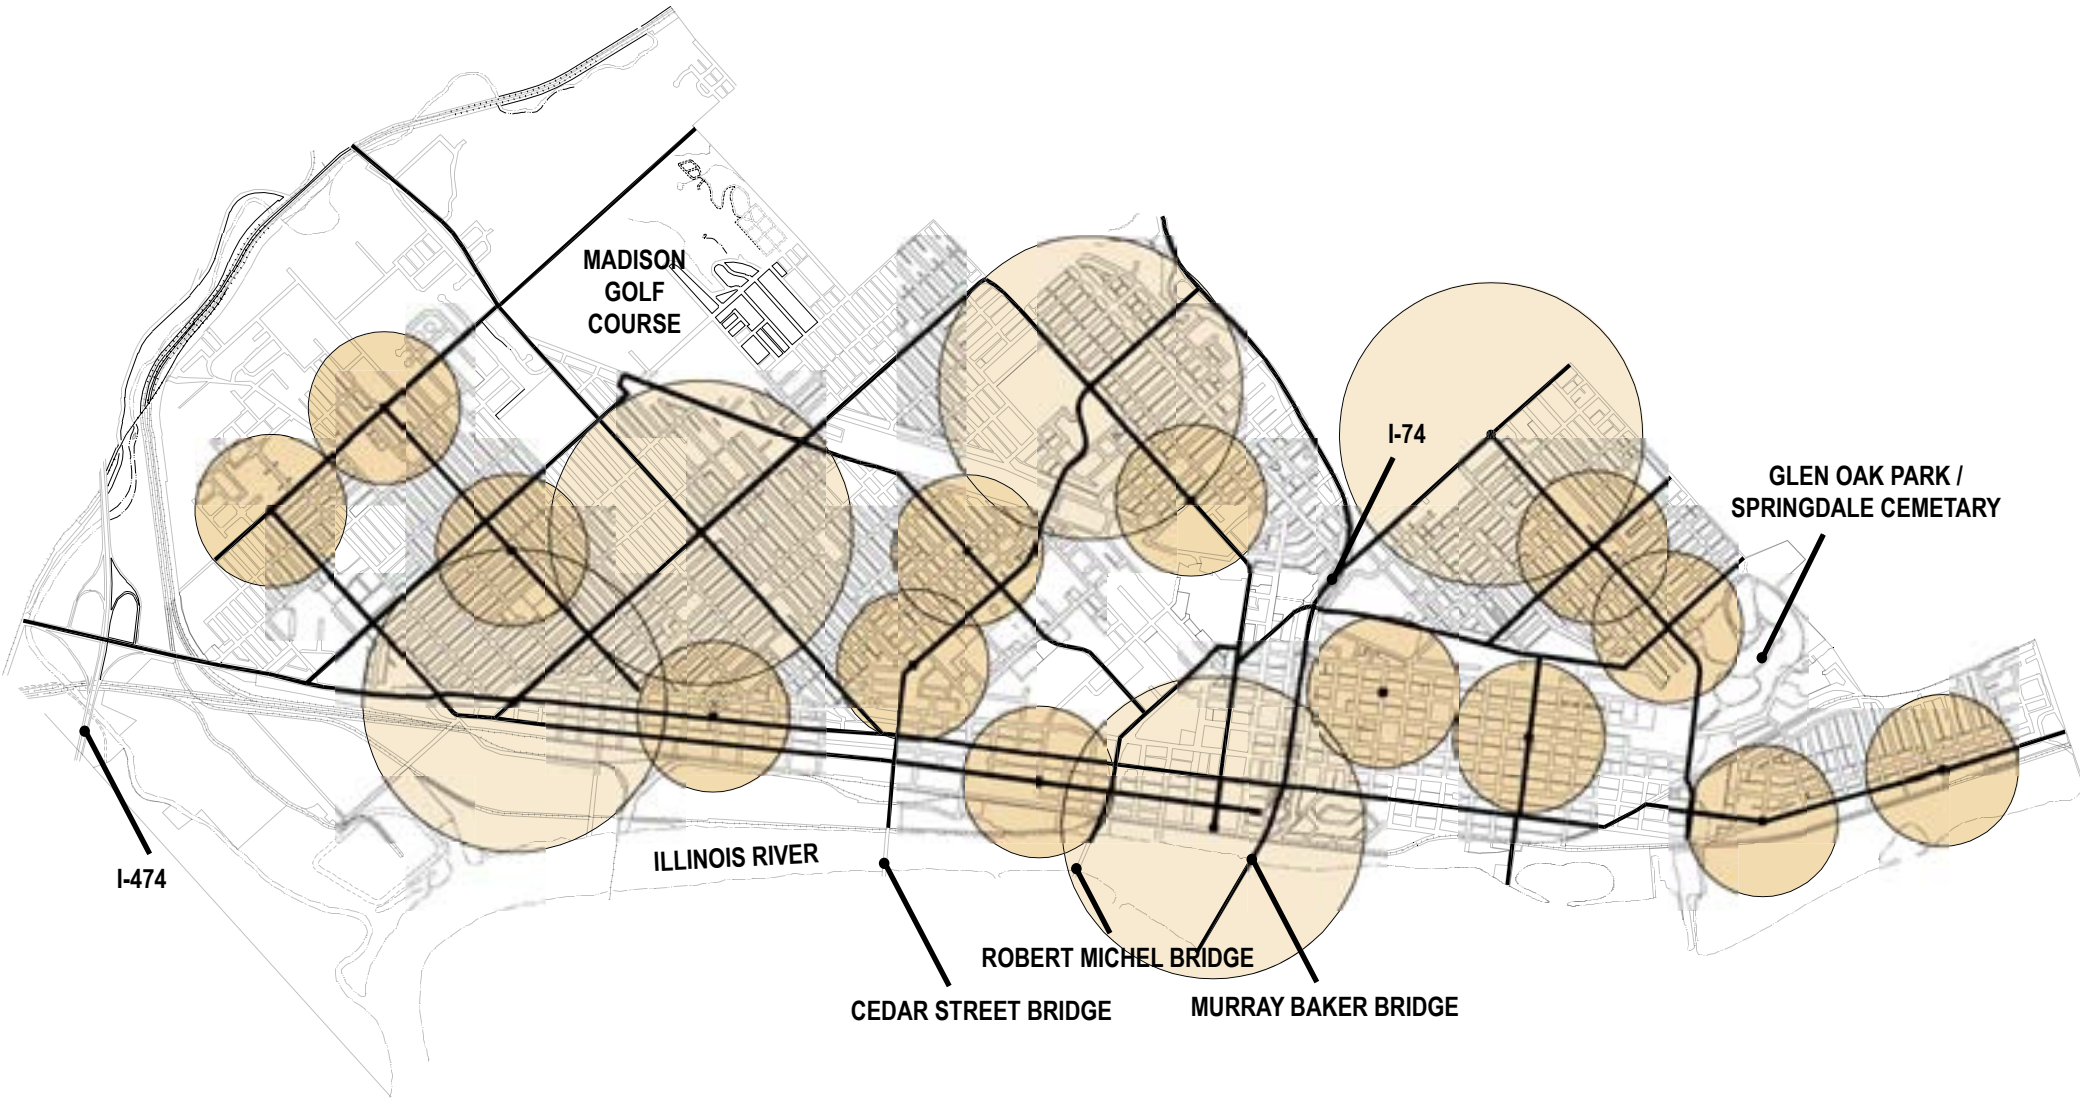 MADISON
GOLF
COURSE
I-74
GLEN OAK PARK /
SPRINGDALE CEMETARY
ILLINOIS RIVER
I-474
ROBERT MICHEL BRIDGE
CEDAR STREET BRIDGE
MURRAY BAKER BRIDGE